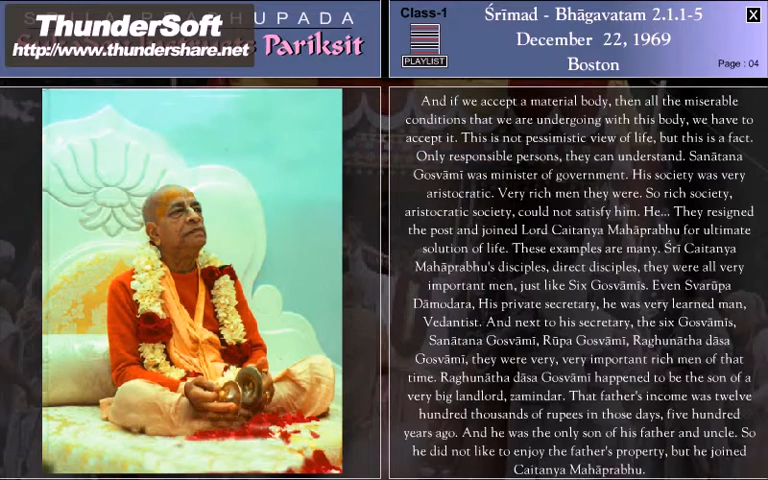 SRILA PRABHUPADA
Pariksit
ThunderSoft
http://www.thundershare.net
Class-1
PLAYLIST
Śrīmad - Bhāgavatam 2.1.1-5
December 22, 1969
Boston
X
Page : 04
And if we accept a material body, then all the miserable
conditions that we are undergoing with this body, we have to
accept it. This is not pessimistic view of life, but this is a fact.
Only responsible persons, they can understand. Sanātana
Gosvāmī was minister of government. His society was very
aristocratic. Very rich men they were. So rich society,
aristocratic society, could not satisfy him. He... They resigned
the post and joined Lord Caitanya Mahāprabhu for ultimate
solution of life. These examples are many. Śrī Caitanya
Mahāprabhu's disciples, direct disciples, they were all very
important men, just like Six Gosvāmīs. Even Svarūpa
Dāmodara, His private secretary, he was very learned man,
Vedantist. And next to his secretary, the six Gosvāmīs,
Sanātana Gosvāmī, Rūpa Gosvāmī, Raghunātha dāsa
Gosvāmī, they were very, very important rich men of that
time. Raghunātha dāsa Gosvāmī happened to be the son of a
very big landlord, zamindar. That father's income was twelve
hundred thousands of rupees in those days, five hundred
years ago. And he was the only son of his father and uncle. So
he did not like to enjoy the father's property, but he joined
Caitanya Mahāprabhu.